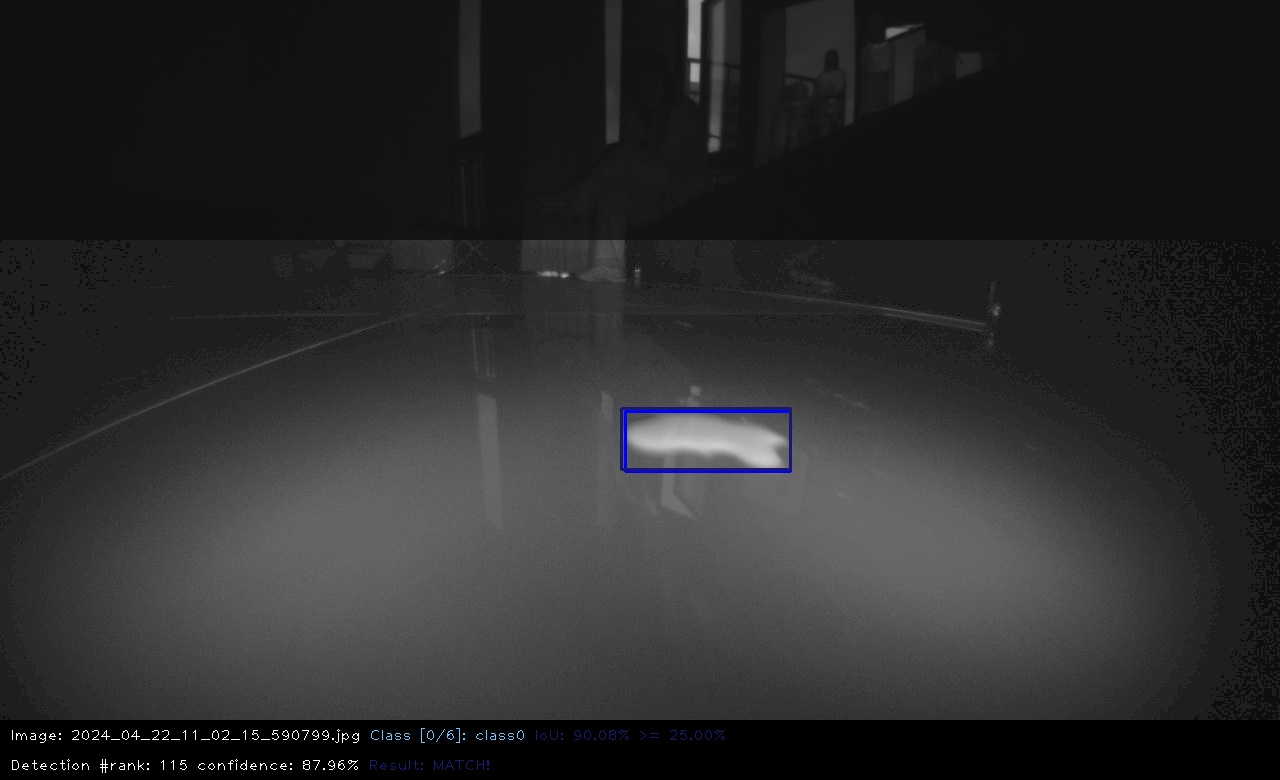 Image: 2024_04_22_11_02_15_590799.jpg Class [0/6]: class0 IoU: 90.08% >= 25.00%
Detection #rank: 115 confidence: 87.96% Result: MATCH!